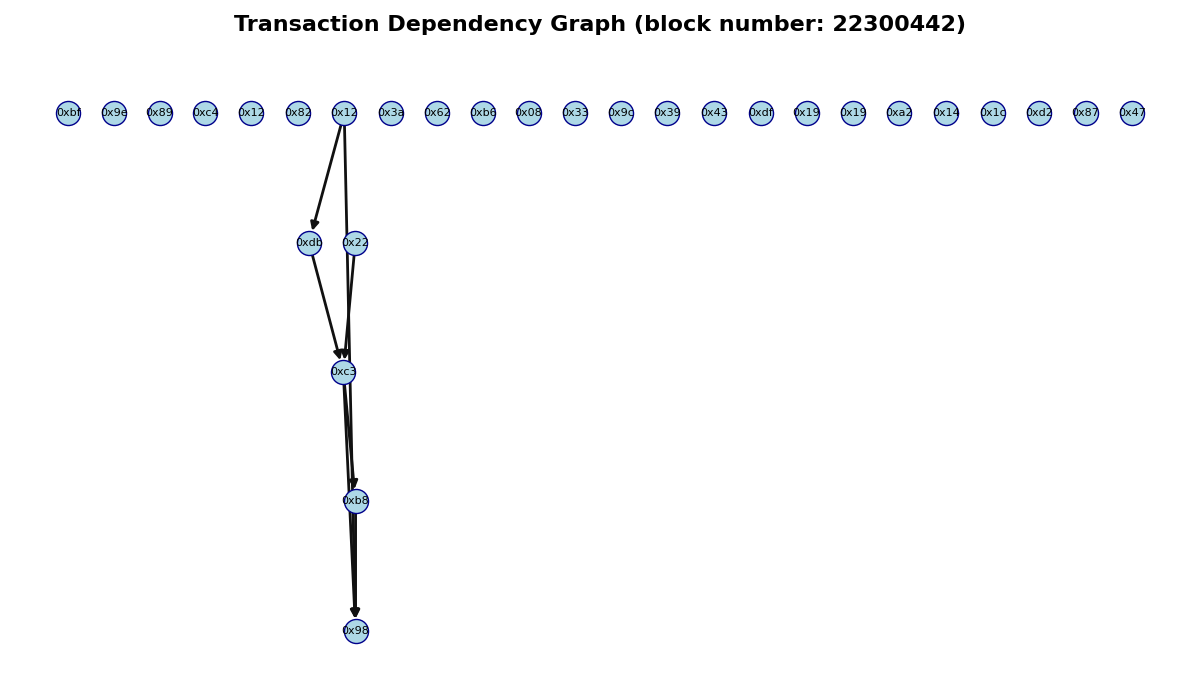 Transaction Dependency Graph (block number: 22300442)
0xbf 0x9e 0x89 0xc4 0x12 0x82 0x12 0x3a 0x62 0xb6 0x08 0x33 0x9c 0x39 0x43 0xdf 0x19 0x19 0xa2 0x14 0x1c 0xd2 0x87 0x47
0xdb 0x22
0xc3
0xb8
0x98